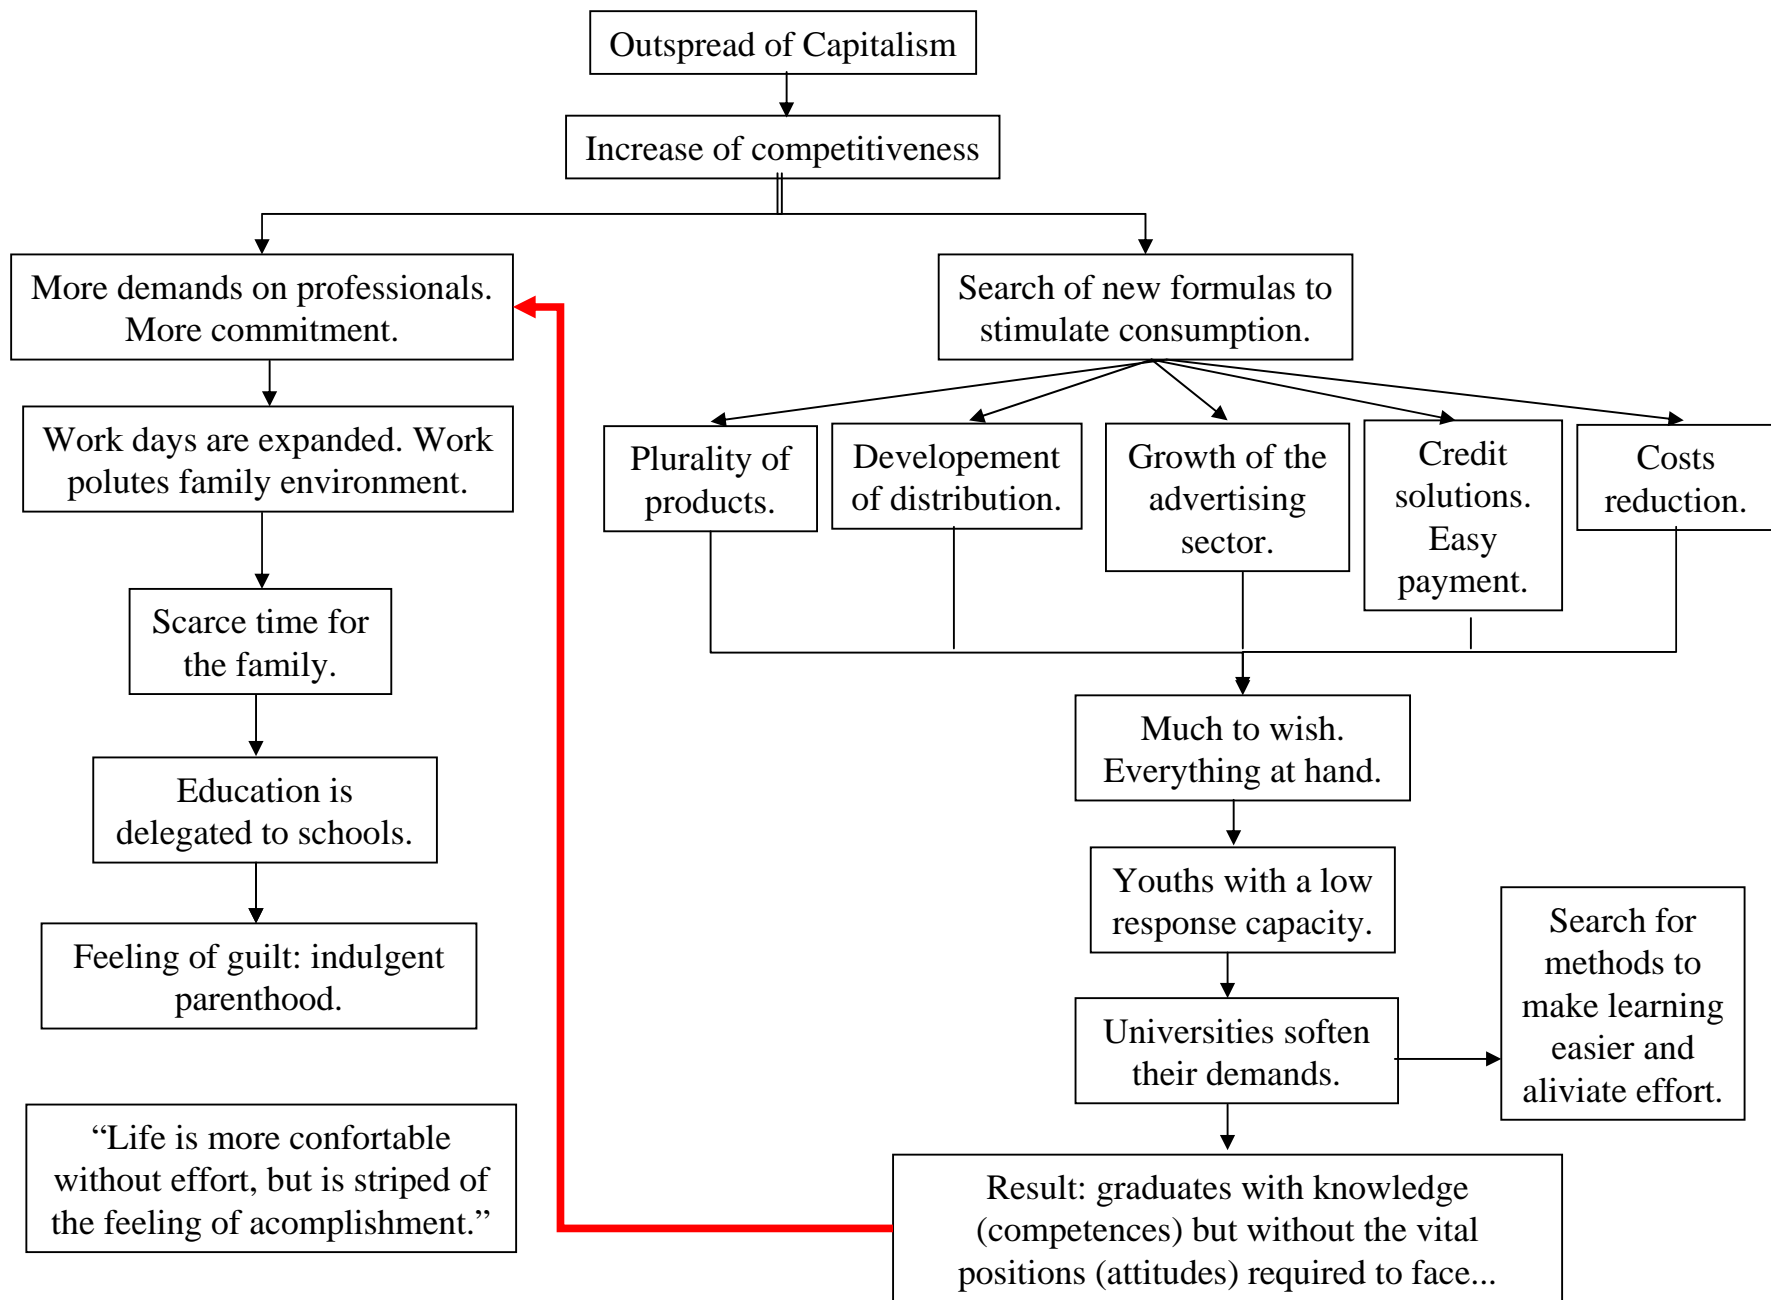 Outspread of Capitalism
Increase of competitiveness
More demands on professionals.
More commitment.
Search of new formulas to
stimulate consumption.
Work days are expanded. Work
polutes family environment.
Plurality of
products.
Developement
of distribution.
Growth of the
advertising
sector.
Credit
solutions.
Easy
payment.
Costs
reduction.
Scarce time for
the family.
Much to wish.
Everything at hand.
Education is
delegated to schools.
Youths with a low
response capacity.
Feeling of guilt: indulgent
parenthood.
Search for
methods to
make learning
easier and
aliviate effort.
Universities soften
their demands.
“Life is more confortable
without effort, but is striped of
the feeling of acomplishment.”
Result: graduates with knowledge
(competences) but without the vital
positions (attitudes) required to face...